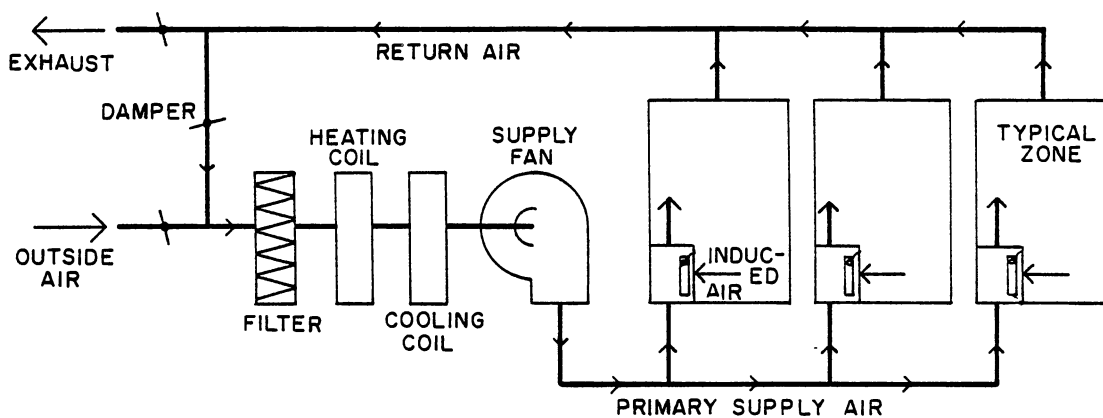 EXHAUST
RETURN AIR
DAMPER
HEATING
COIL
SUPPLY
FAN
TYPICAL
ZONE
OUTSIDE
AIR
INDUC-
ED
AIR
FILTER
COOLING
COIL
PRIMARY SUPPLY AIR